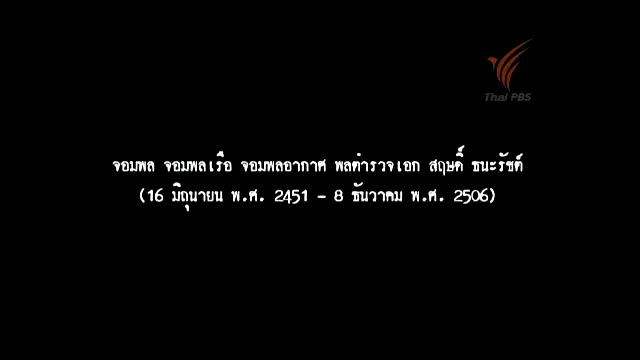 Thai PBS
จอมพล จอมพลเรือ จอมพลอากาศ พลตำรวจเอก สฤษดิ์ ธนะรัชต์
(16 มิถุนายน พ.ศ. 2451 - 8 ธันวาคม พ.ศ. 2506)